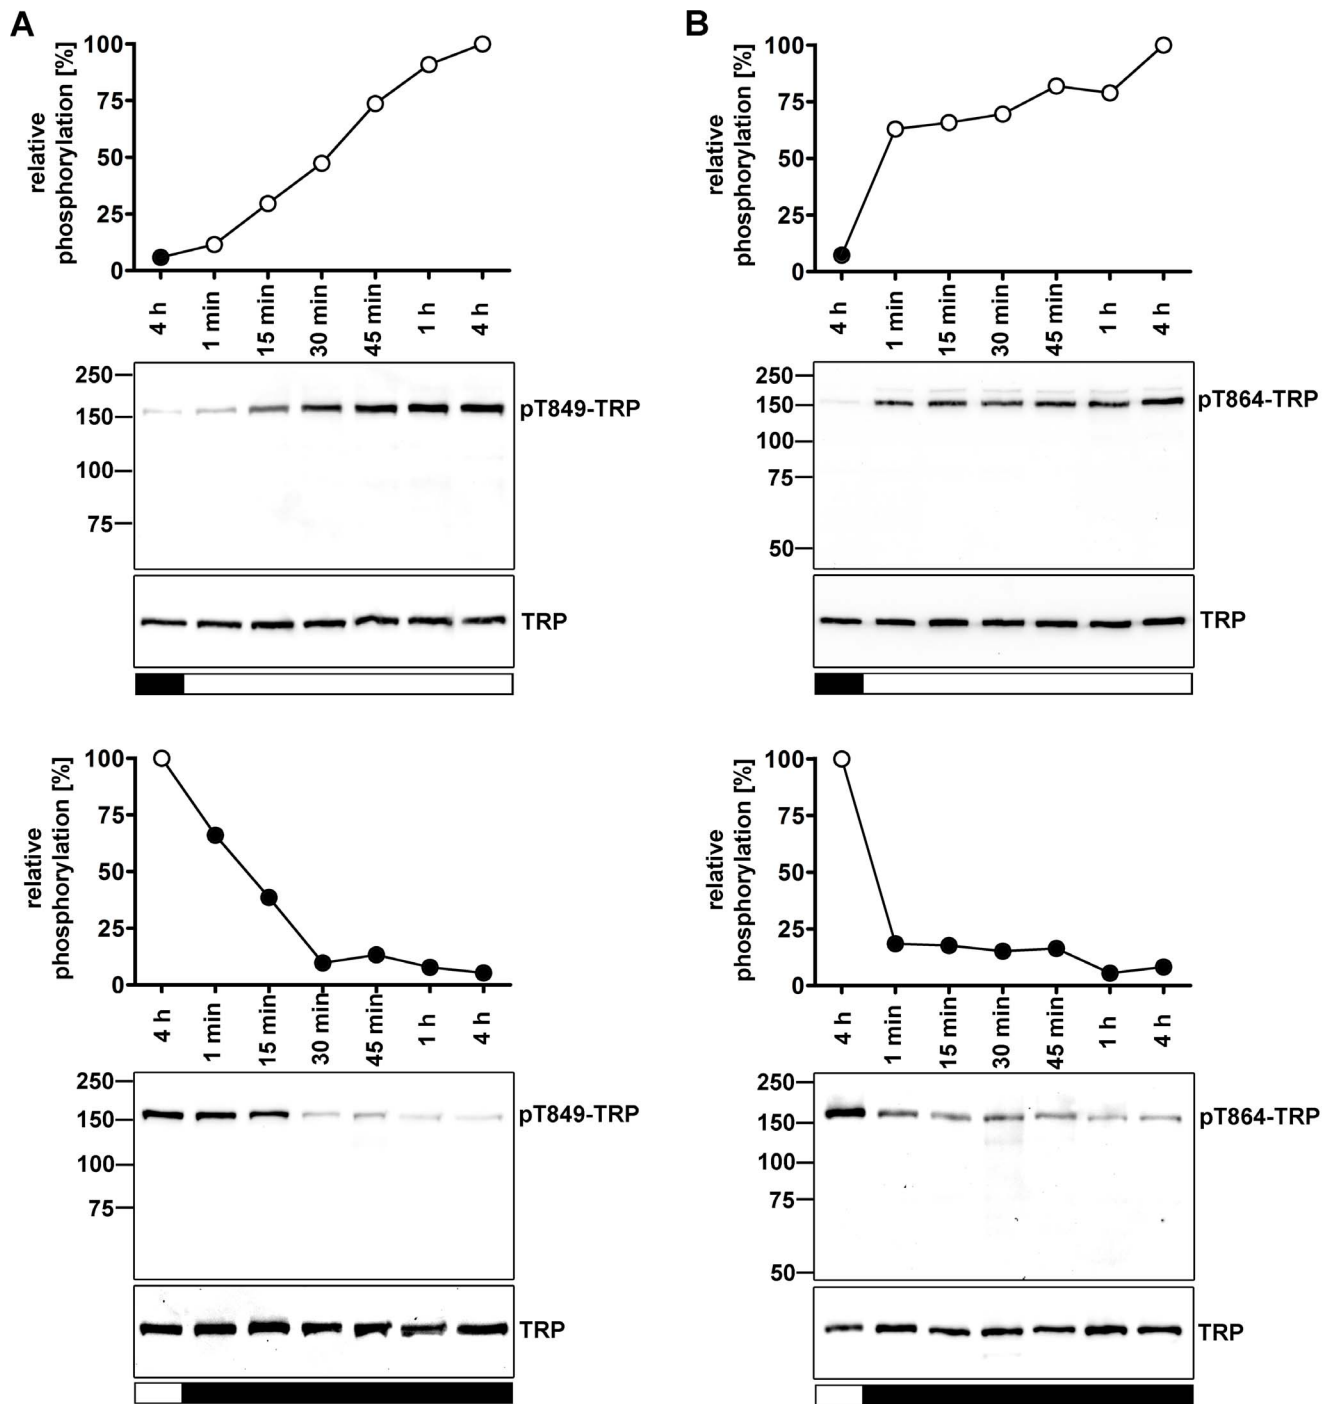 A
relative
phosphorylation [%]
100
75
50
25
0
4 h
1 min
15 min
30 min
45 min
1 h
4 h
250
150
100
75
pT849-TRP
TRP
B
relative
phosphorylation [%]
100
75
50
25
0
4 h
1 min
15 min
30 min
45 min
1 h
4 h
250
150
100
75
50
pT864-TRP
TRP
relative
phosphorylation [%]
100
75
50
25
0
4 h
1 min
15 min
30 min
45 min
1 h
4 h
250
150
100
75
pT849-TRP
TRP
relative
phosphorylation [%]
100
75
50
25
0
4 h
1 min
15 min
30 min
45 min
1 h
4 h
250
150
100
75
50
pT864-TRP
TRP